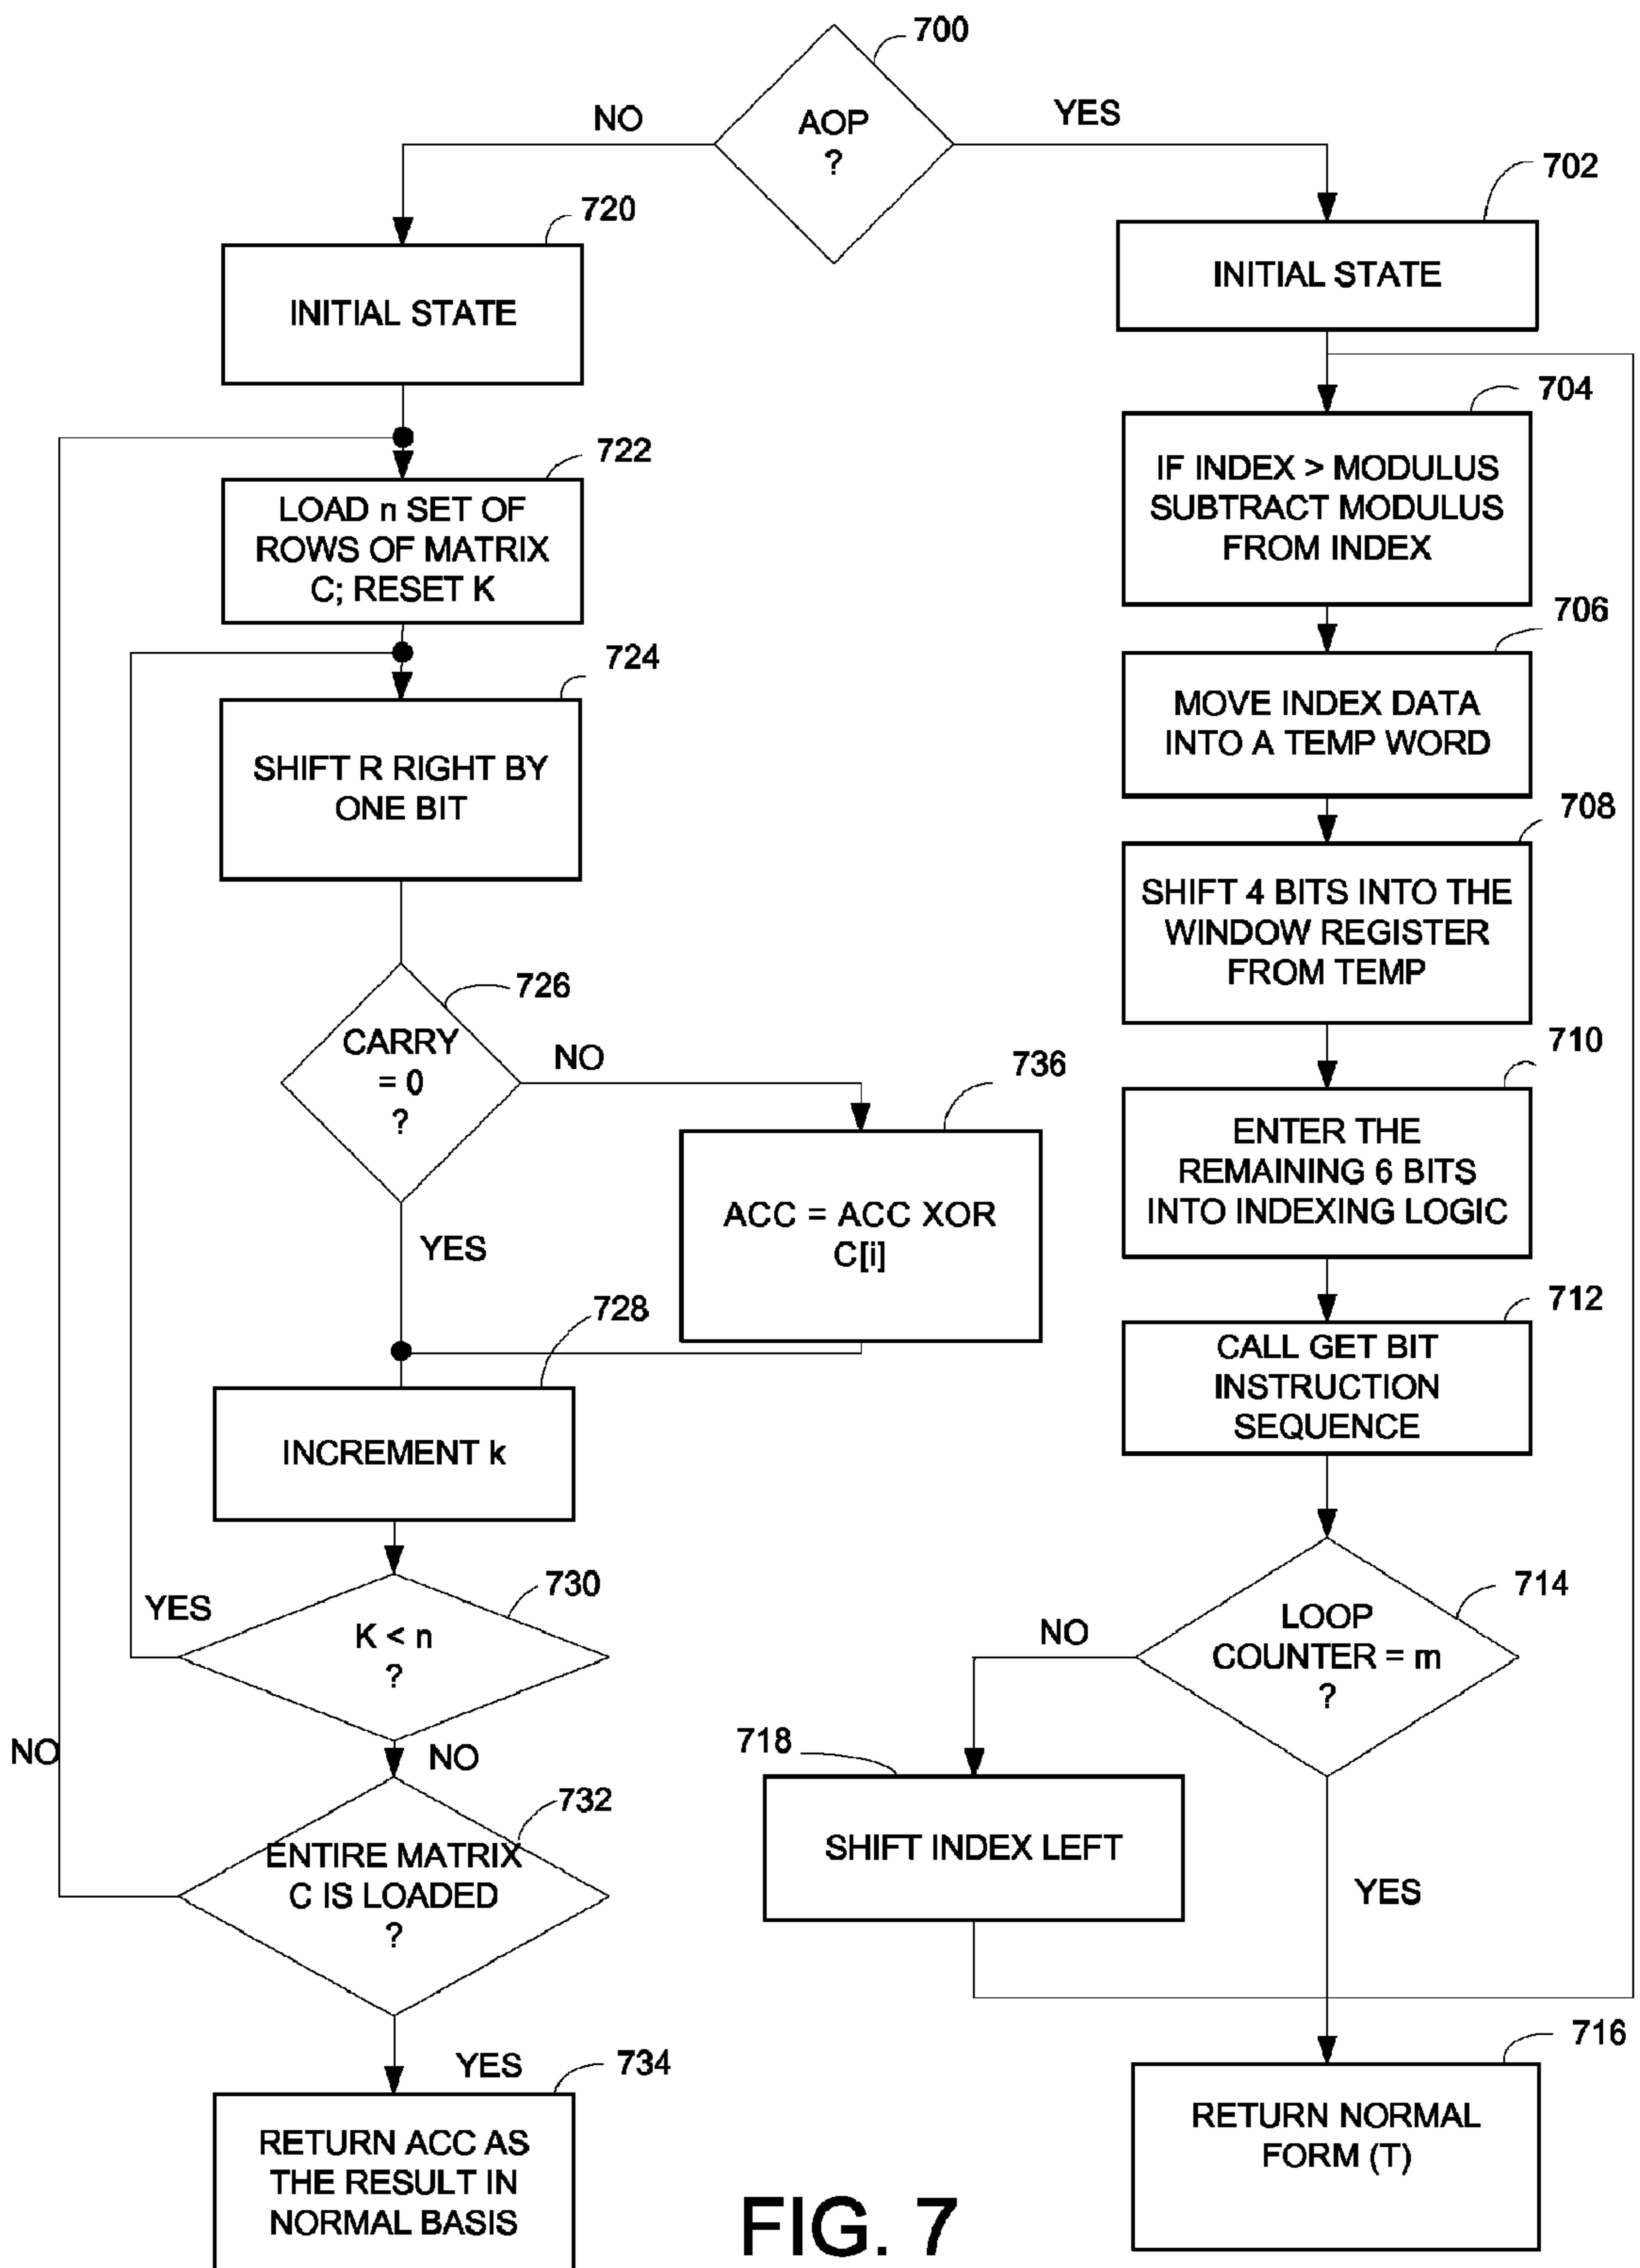 700
AOP
?
NO
YES
702
INITIAL STATE
720
INITIAL STATE
704
IF INDEX > MODULUS
SUBTRACT MODULUS
FROM INDEX
722
LOAD n SET OF
ROWS OF MATRIX
C; RESET K
706
MOVE INDEX DATA
INTO A TEMP WORD
724
SHIFT R RIGHT BY
ONE BIT
708
SHIFT 4 BITS INTO THE
WINDOW REGISTER
FROM TEMP
726
CARRY
= 0
?
NO
YES
736
ACC = ACC XOR
C[i]
710
ENTER THE
REMAINING 6 BITS
INTO INDEXING LOGIC
728
INCREMENT k
712
CALL GET BIT
INSTRUCTION
SEQUENCE
730
K < n
?
YES
NO
714
LOOP
COUNTER = m
?
NO
YES
718
SHIFT INDEX LEFT
732
ENTIRE MATRIX
C IS LOADED
?
NO
YES
734
RETURN ACC AS
THE RESULT IN
NORMAL BASIS
716
RETURN NORMAL
FORM (T)
FIG. 7